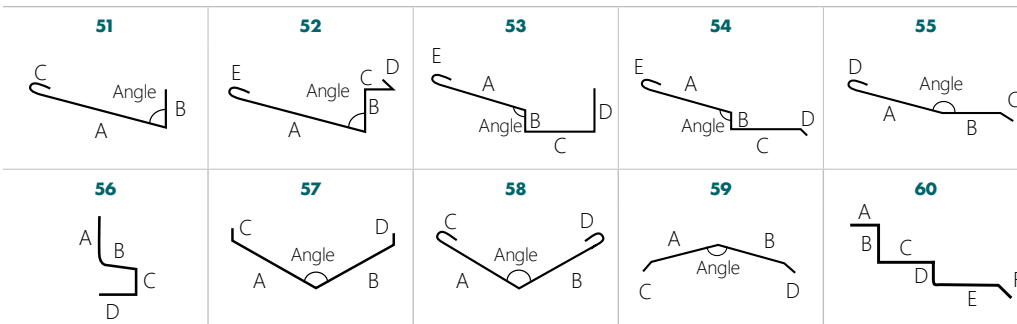 51 52 53 54 55
C Angle B A
E Angle C D B A
E A Angle B D C
E A Angle B D C
D Angle A B C
56 57 58 59 60
A B C D
C D Angle A B
C D Angle A B
A B Angle C D
A B C D E F